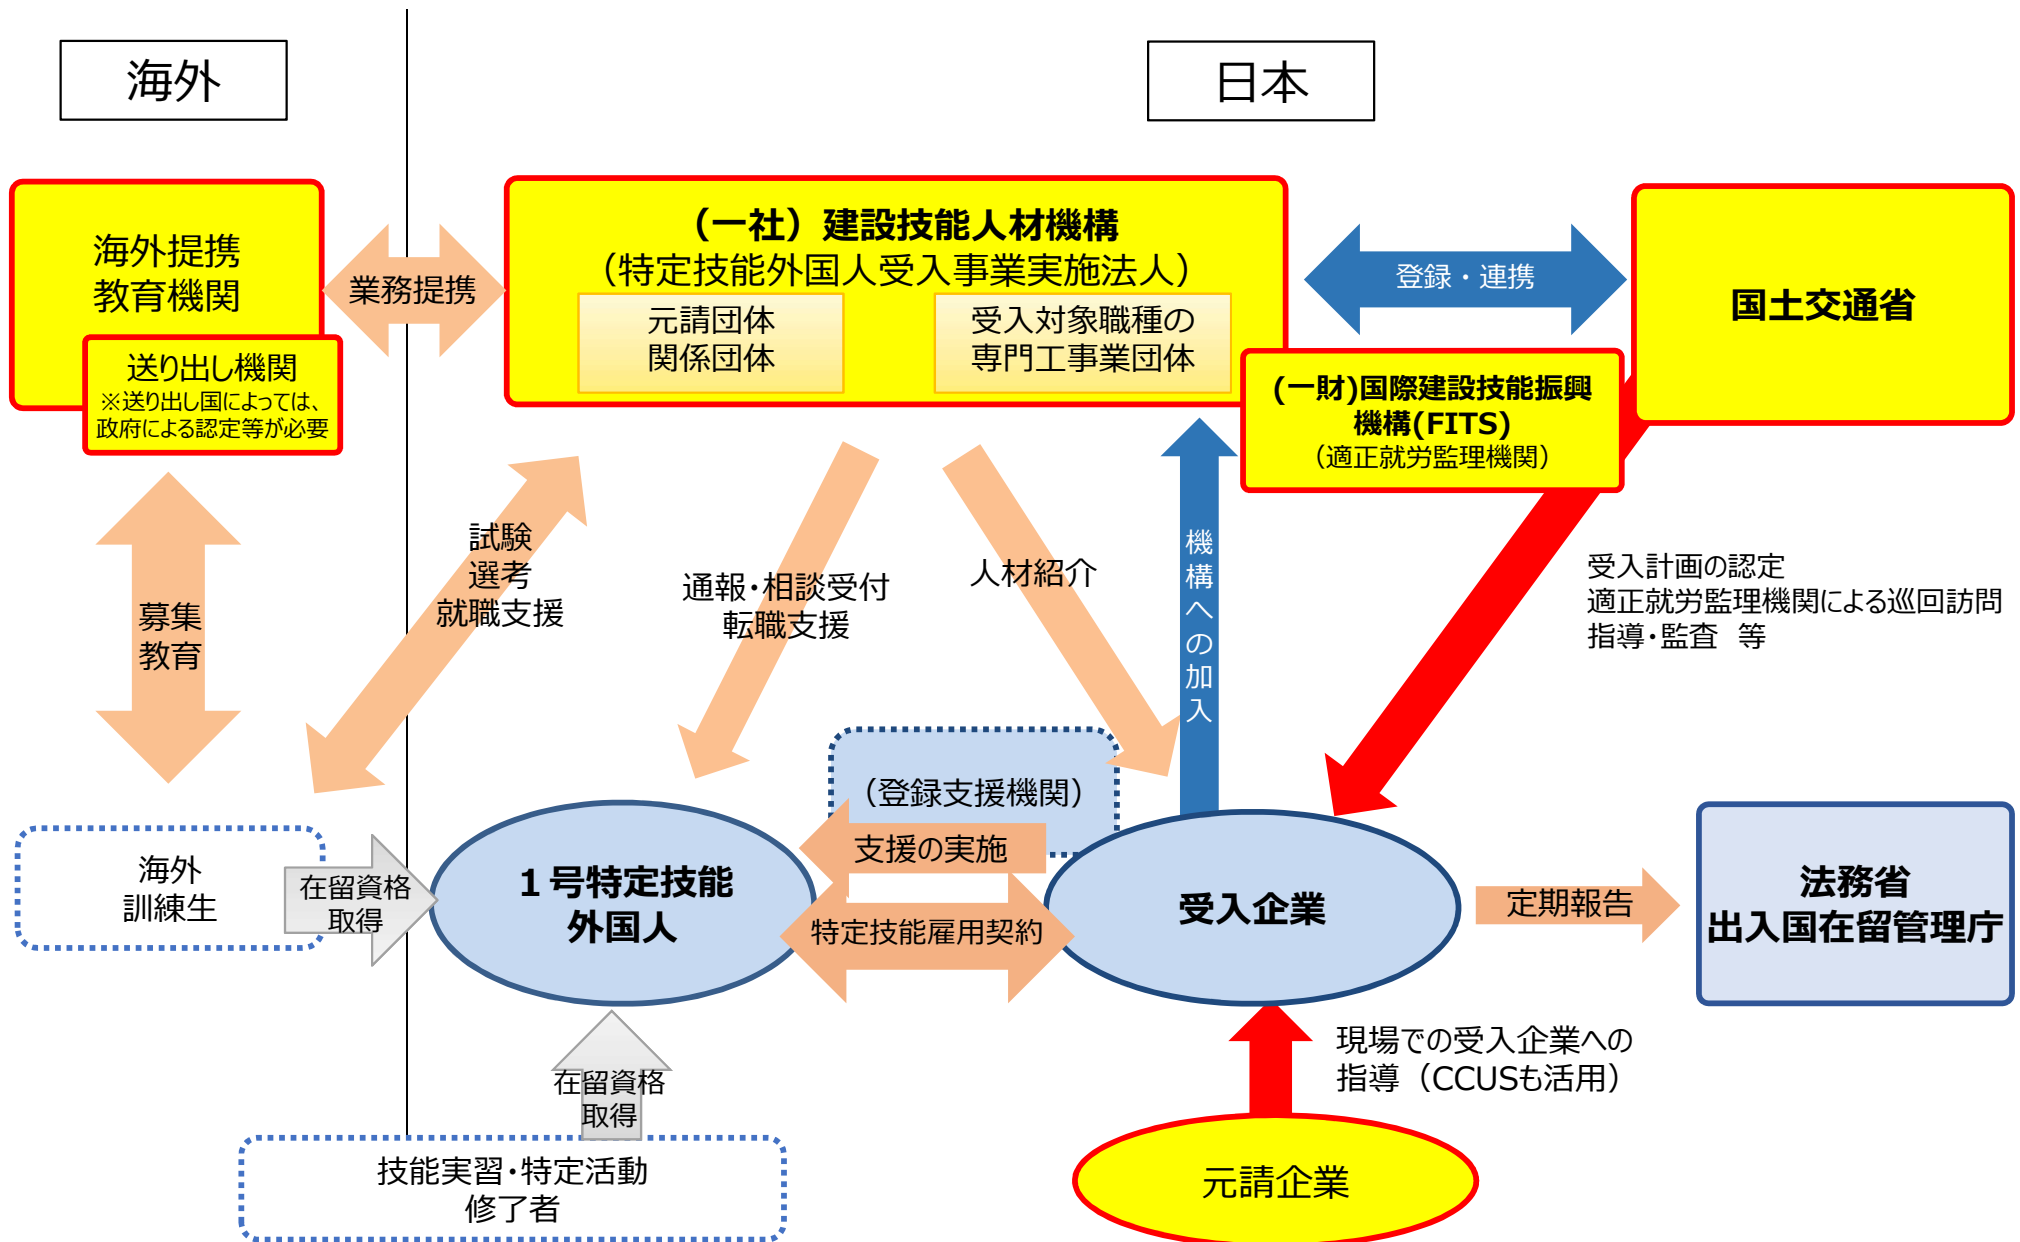 海外
日本
海外提携
教育機関
送り出し機関
※送り出し国によっては、
政府による認定等が必要
業務提携
（一社）建設技能人材機構
（特定技能外国人受入事業実施法人）
元請団体
関係団体
受入対象職種の
専門工事業団体
登録・連携
国土交通省
(一財)国際建設技能振興
機構(FITS)
（適正就労監理機関）
募集
教育
試験
選考
就職支援
通報・相談受付
転職支援
人材紹介
機構への加入
受入計画の認定
適正就労監理機関による巡回訪問
指導・監査　等
海外
訓練生
在留資格
取得
１号特定技能
外国人
（登録支援機関）
支援の実施
特定技能雇用契約
受入企業
定期報告
法務省
出入国在留管理庁
在留資格
取得
現場での受入企業への
指導（CCUSも活用）
技能実習・特定活動
修了者
元請企業